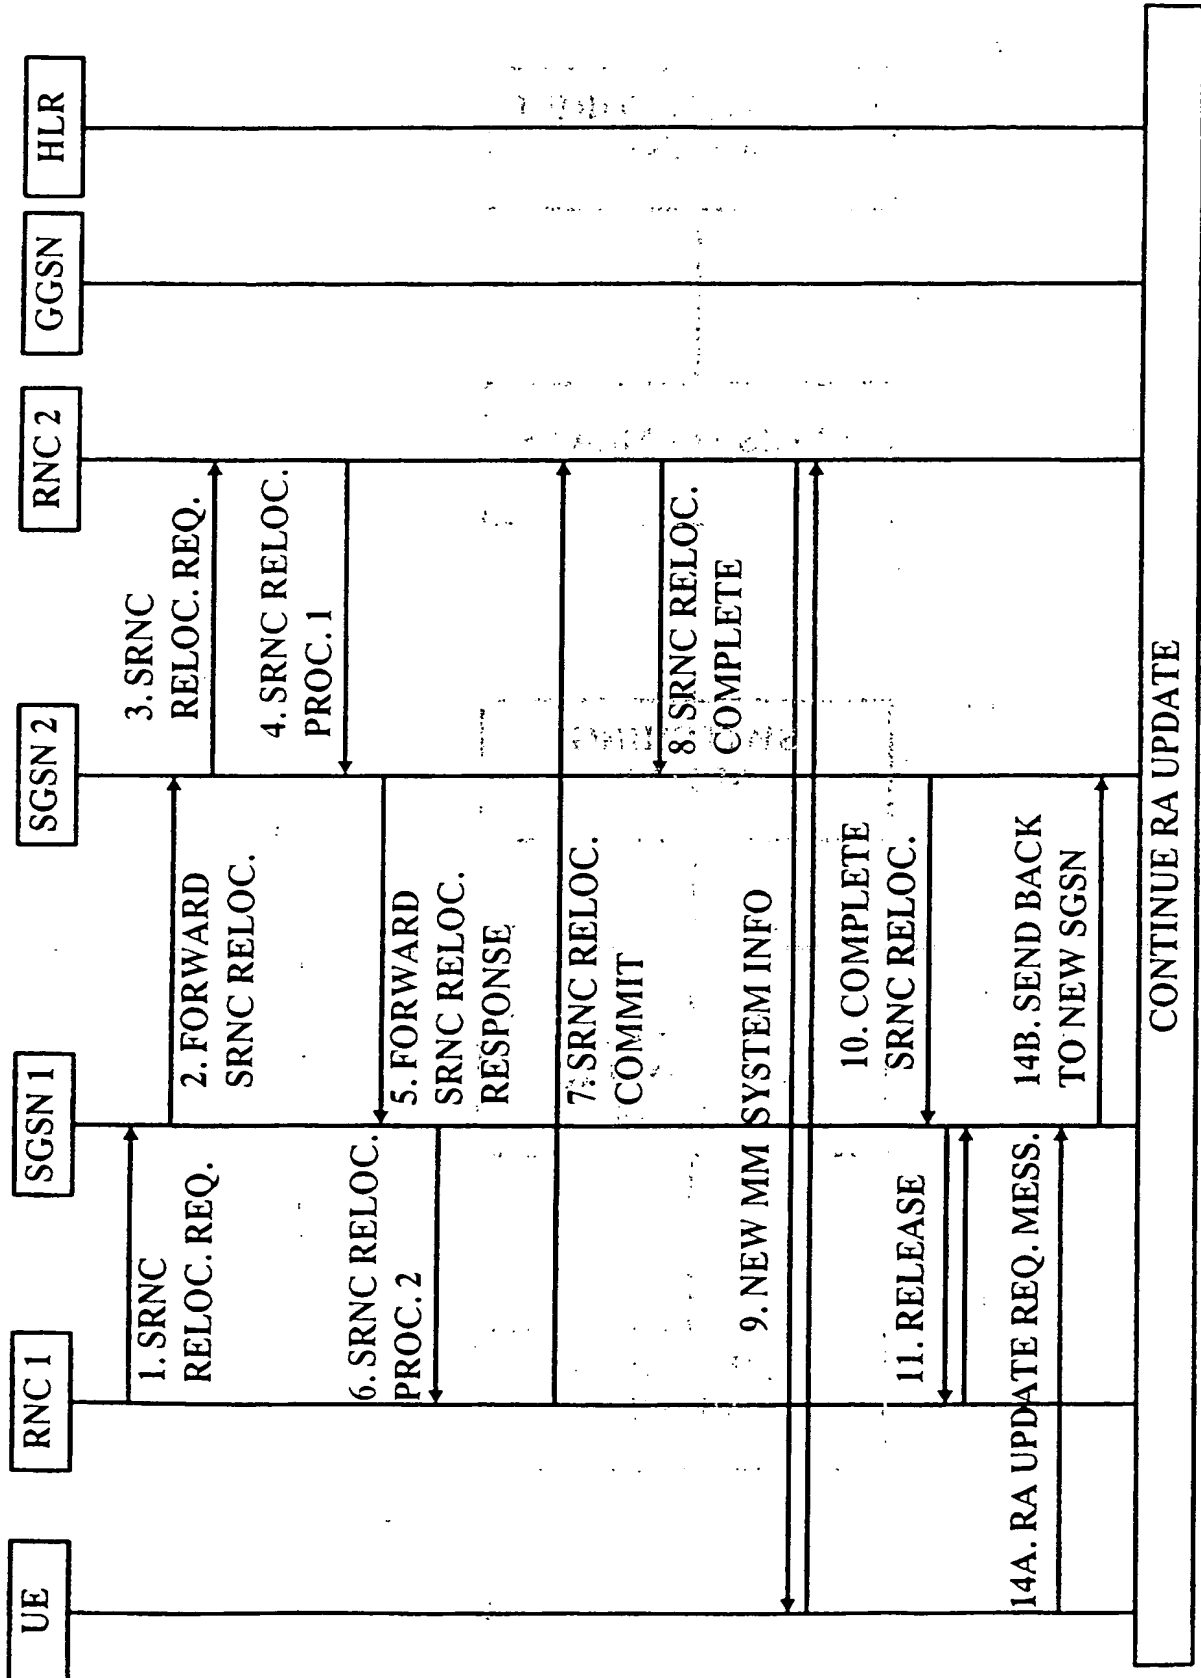 UE
RNC 1
SGSN 1
SGSN 2
RNC 2
GGSN
HLR
1. SRNC
RELOC. REQ.
2. FORWARD
SRNC RELOC.
3. SRNC
RELOC. REQ.
4. SRNC RELOC.
PROC. 1
5. FORWARD
SRNC RELOC.
RESPONSE
6. SRNC RELOC.
PROC. 2
7. SRNC RELOC.
COMMIT
8. SRNC RELOC.
COMPLETE
9. NEW MM SYSTEM INFO
10. COMPLETE
SRNC RELOC.
11. RELEASE
14A. RA UPDATE REQ. MESS.
14B. SEND BACK
TO NEW SGSN
CONTINUE RA UPDATE